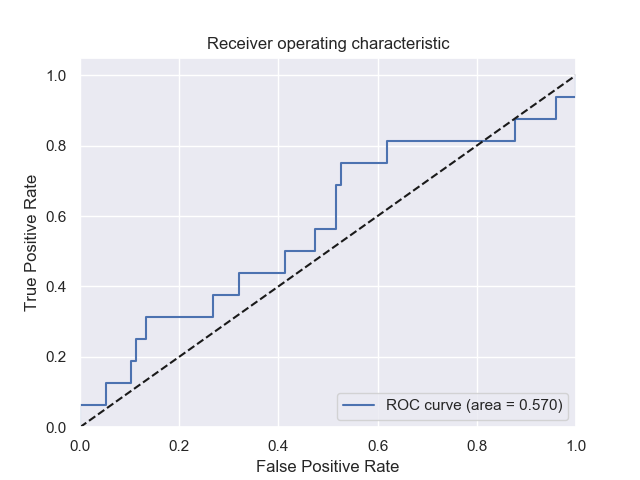 Receiver operating characteristic
True Positive Rate
1.0
0.8
0.6
0.4
0.2
0.0
ROC curve (area = 0.570)
0.0 0.2 0.4 0.6 0.8 1.0
False Positive Rate